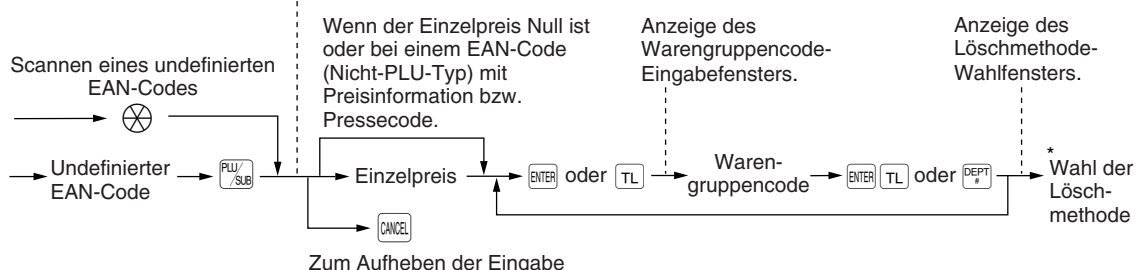 Wenn der Einzelpreis Null ist
oder bei einem EAN-Code
(Nicht-PLU-Typ) mit
Preisinformation bzw.
Pressecode.
Anzeige des
Warengruppencode-
Eingabefensters.
Anzeige des
Löschmethode-
Wahlfensters.
Scannen eines undefinierten
EAN-Codes
Undefinierter
EAN-Code
PLU/
SUB
Einzelpreis
ENTER oder TL
Waren-
gruppencode
ENTER TL oder DEPT
#
*
Wahl der
Lösch-
methode
CANCEL
Zum Aufheben der Eingabe